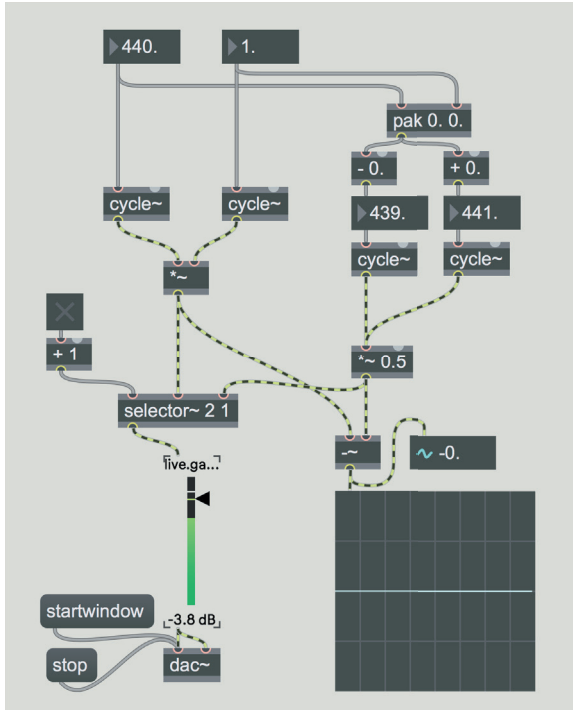 440.
1.
pak 0. 0.
- 0.
+ 0.
439.
441.
cycle~
cycle~
cycle~
cycle~
*~
+ 1
*~ 0.5
selector~ 2 1
-~
-0.
live.ga...
-3.8 dB
startwindow
stop
dac~